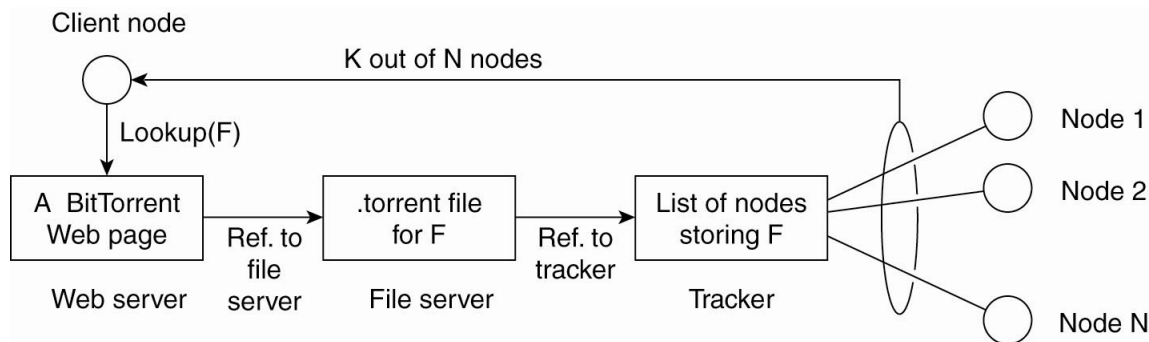 Client node
K out of N nodes
Lookup(F)
A BitTorrent
Web page
Ref. to
file
server
.torrent file
for F
Ref. to
tracker
List of nodes
storing F
Node 1
Node 2
Node N
Web server
File server
Tracker